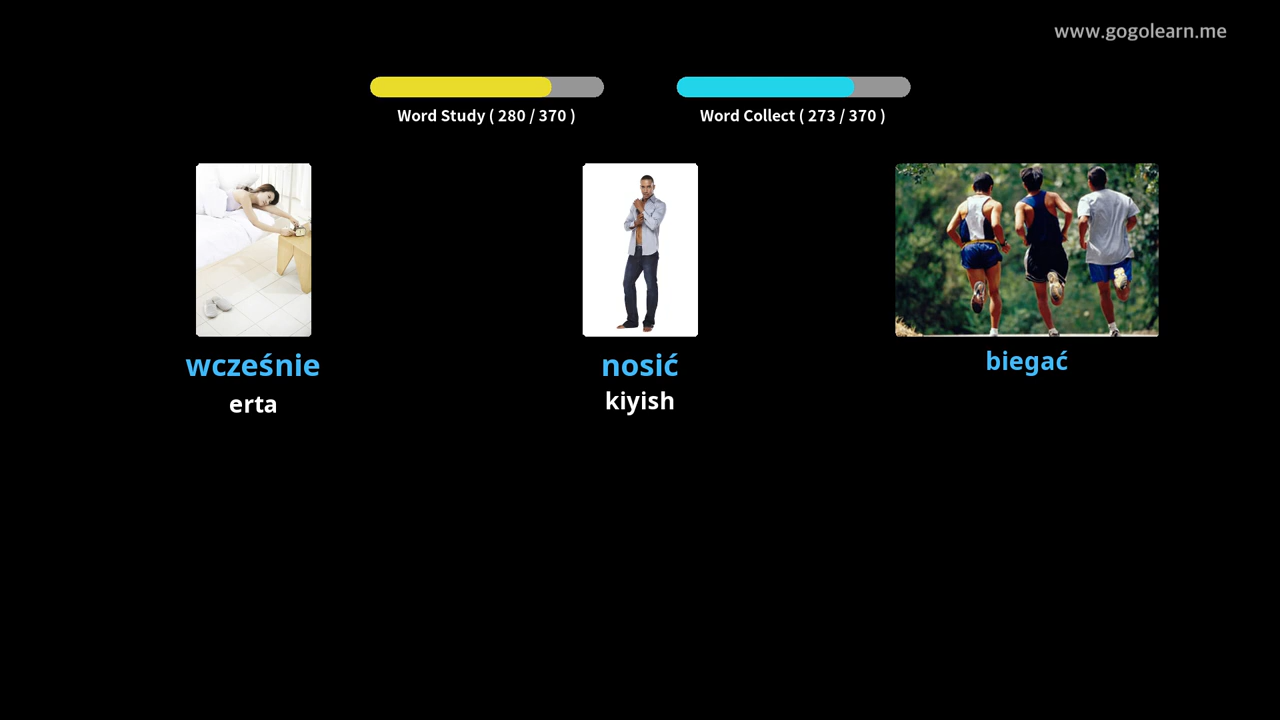 www.gogolearn.me
Word Study ( 280 / 370 )
Word Collect ( 273 / 370 )
wcześnie
erta
nosić
kiyish
biegać